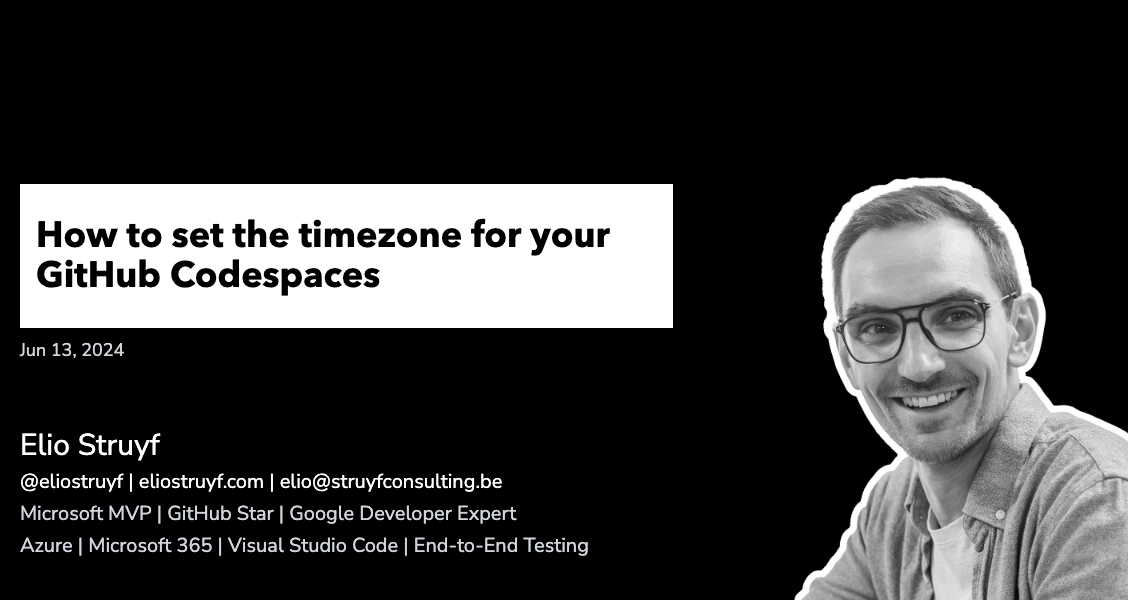 How to set the timezone for your
GitHub Codespaces
Jun 13, 2024
Elio Struyf
@eliostruyf | eliostruyf.com | elio@struyfconsulting.be
Microsoft MVP | GitHub Star | Google Developer Expert
Azure | Microsoft 365 | Visual Studio Code | End-to-End Testing